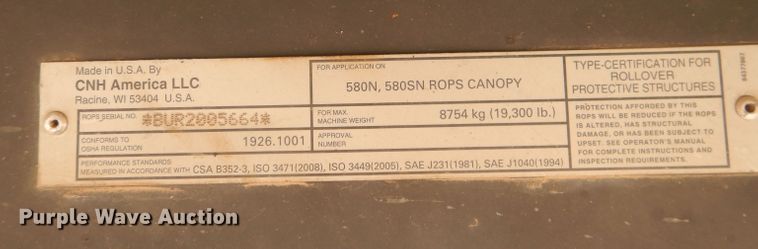 Made in U.S.A. By
CNH America LLC
Racine, WI 53404 U.S.A.
ROPS SERIAL NO. *BUR2005664*
CONFORMS TO
OSHA REGULATION 1926.1001
PERFORMANCE STANDARDS
MEASURED IN ACCORDANCE WITH CSA B352-3, ISO 3471(2008), ISO 3449(2005), SAE J231(1981), SAE J1040(1994)
FOR APPLICATION ON
580N, 580SN ROPS CANOPY
FOR MAX.
MACHINE WEIGHT 8754 kg (19,300 lb.)
APPROVAL
NUMBER
TYPE-CERTIFICATION FOR
ROLLOVER
PROTECTIVE STRUCTURES
PROTECTION AFFORDED BY THIS
ROPS WILL BE REDUCED IF THE ROPS
IS ALTERED, HAS STRUCTURAL
DAMAGE, OR HAS BEEN SUBJECT TO
UPSET. SEE OPERATOR'S MANUAL
FOR COMPLETE INSTRUCTIONS AND
INSPECTION REQUIREMENTS.
Purple Wave Auction